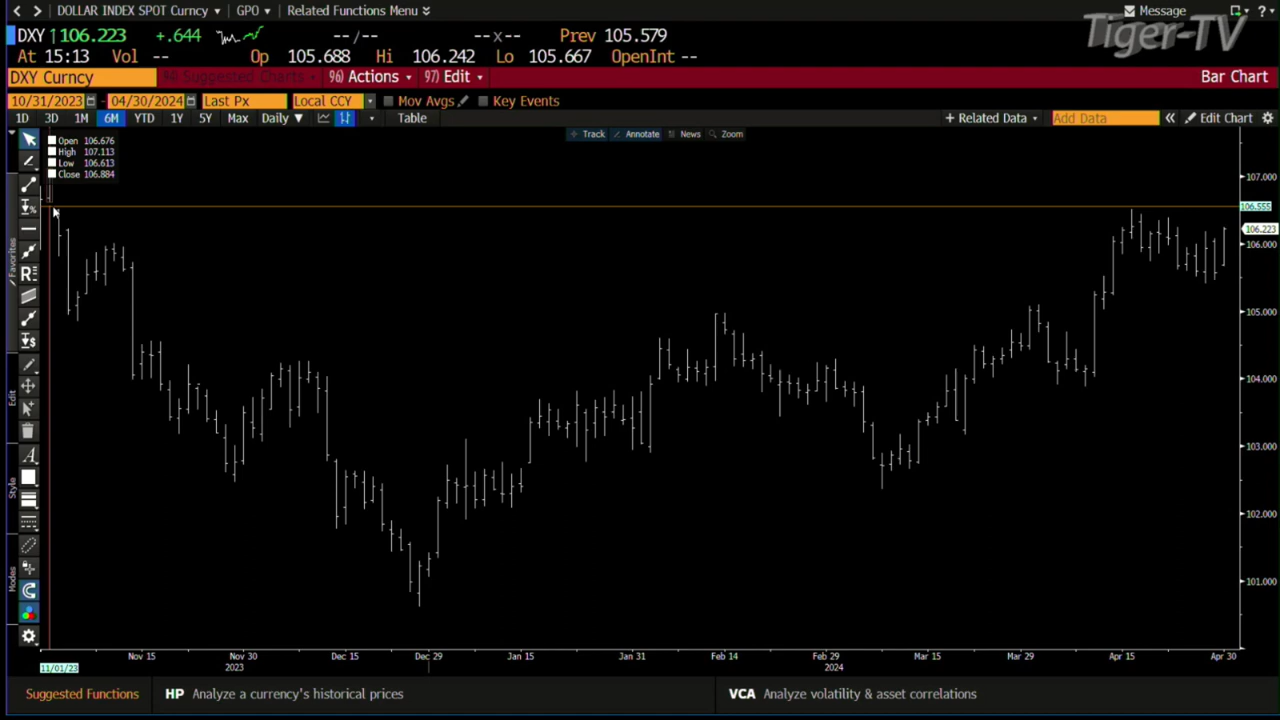 DOLLAR INDEX SPOT Curncy GPO Related Functions Menu Message ?
Tiger-TV
DXY ↑106.223 +.644 -- / -- -- x -- Prev 105.579
At 15:13 Vol -- Op 105.688 Hi 106.242 Lo 105.667 OpenInt --
DXY Curncy 94) Suggested Charts 96) Actions 97) Edit Bar Chart
10/31/2023 - 04/30/2024 Last Px Local CCY Mov Avgs Key Events
1D 3D 1M 6M YTD 1Y 5Y Max Daily ▼ Table + Related Data Add Data « Edit Chart
Track Annotate News Zoom
Open 106.676
High 107.113
Low 106.613
Close 106.884
107.000
106.555
106.223
106.000
105.000
104.000
103.000
102.000
101.000
Favorites
Edit
Style
Modes
Nov 15 Nov 30 Dec 15 Dec 29 Jan 15 Jan 31 Feb 14 Feb 29 Mar 15 Mar 29 Apr 15 Apr 30
11/01/23 2023 2024
Suggested Functions HP Analyze a currency's historical prices VCA Analyze volatility & asset correlations